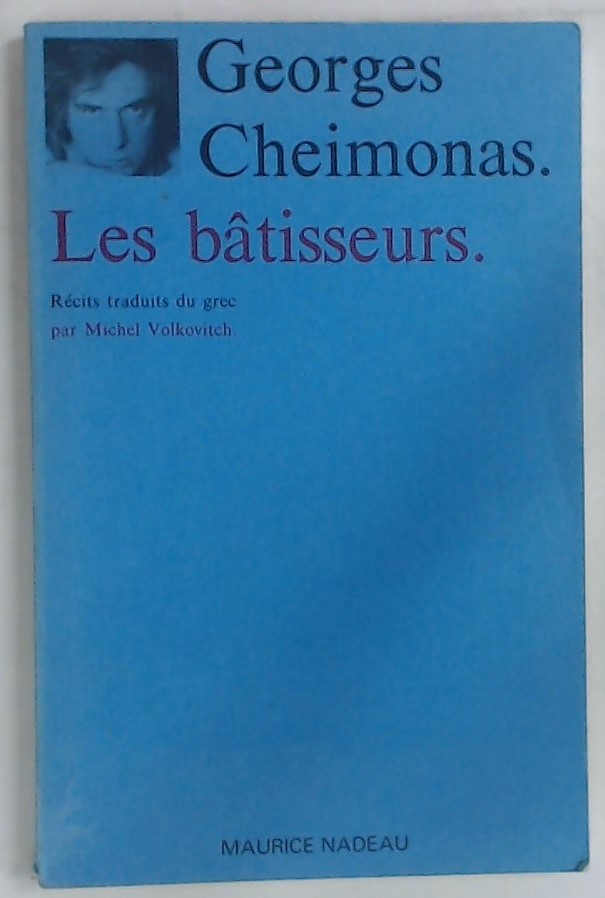 Georges
Cheimonas.
Les bâtisseurs.
Récits traduits du grec
par Michel Volkovitch
MAURICE NADEAU